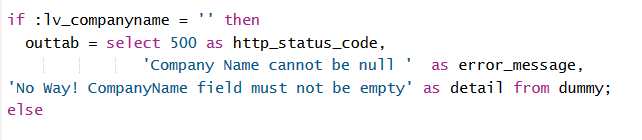 if :lv_companyname = '' then
outtab = select 500 as http_status_code,
'Company Name cannot be null '  as error_message,
'No Way! CompanyName field must not be empty' as detail from dummy;
else